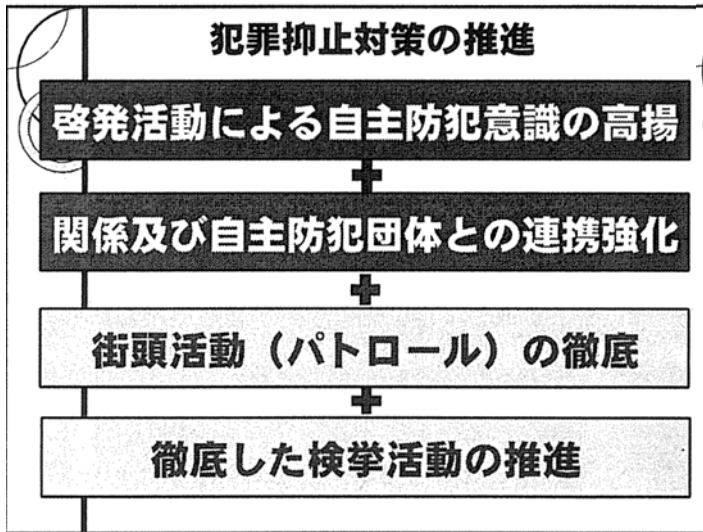 犯罪抑止対策の推進
啓発活動による自主防犯意識の高揚
+
関係及び自主防犯団体との連携強化
+
街頭活動（パトロール）の徹底
+
徹底した検挙活動の推進